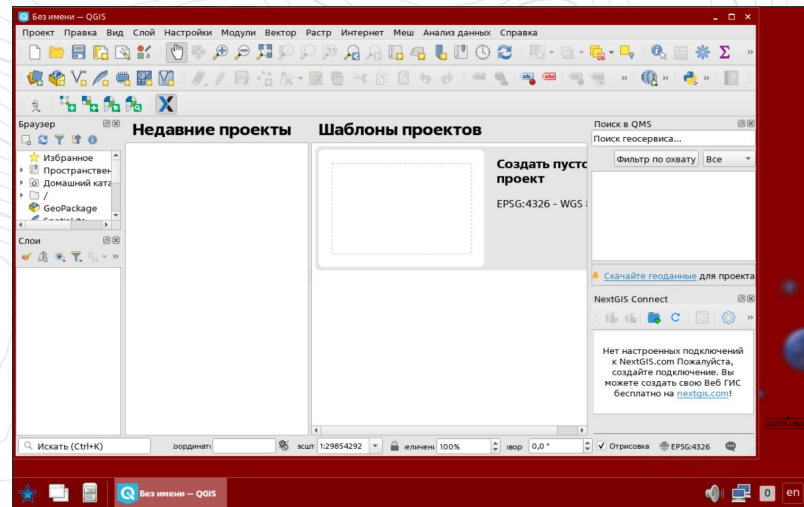 Без имени — QGIS
Проект Правка Вид Слой Настройки Модули Вектор Растр Интернет Меш Анализ данных Справка
Браузер
Избранное
Пространствен
Домашний ката
/
GeoPackage
SpatiaLite
Слои
Недавние проекты
Шаблоны проектов
Создать пусто
проект
EPSG:4326 - WGS 8
Поиск в QMS
Поиск геосервиса...
Фильтр по охвату Все
Скачайте геоданные для проекта
NextGIS Connect
Нет настроенных подключений
к NextGIS.com Пожалуйста,
создайте подключение. Вы
можете создать свою Веб ГИС
бесплатно на nextgis.com!
Искать (Ctrl+K) оординат: 1:29854292 еличени 100% 0,0 ° Отрисовка EPSG:4326
Без имени — QGIS
0 en